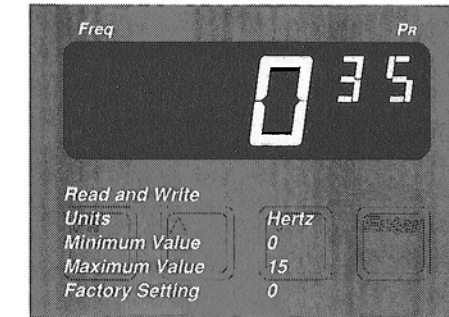 Freq PR
0 35
Read and Write
Units Hertz
Minimum Value 0
Maximum Value 15
Factory Setting 0